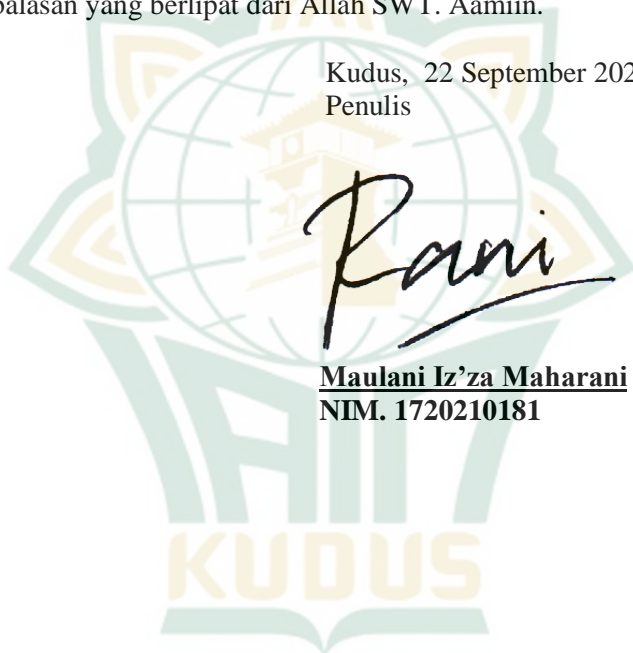 balasan yang berlipat dari Allah SWT. Aamiin.
Kudus, 22 September 202
Penulis
Rani
Maulani Iz’za Maharani
NIM. 1720210181
IAIN
KUDUS